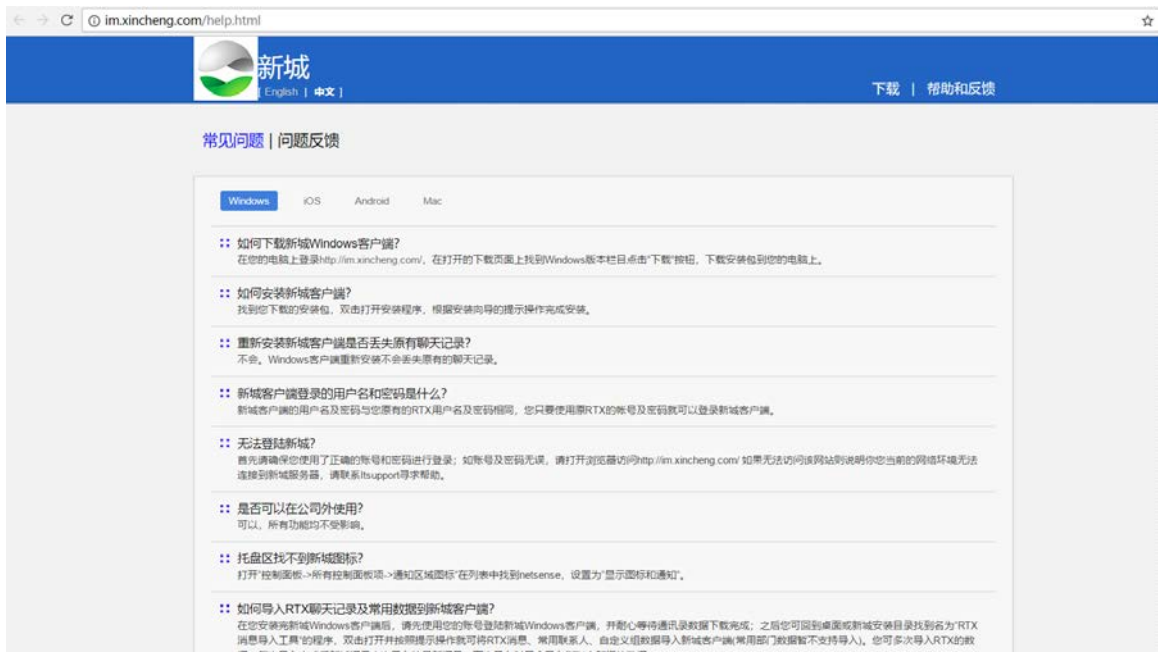 im.xincheng.com/help.html
新城
[ English | 中文 ]
下载 | 帮助和反馈
常见问题 | 问题反馈
Windows iOS Android Mac
如何下载新城Windows客户端?
在您的电脑上登录http://im.xincheng.com/，在打开的下载页面上找到Windows版本栏目点击"下载"按钮，下载安装包到您的电脑上。
如何安装新城客户端?
找到您下载的安装包，双击打开安装程序，根据安装向导的提示操作完成安装。
重新安装新城客户端是否丢失原有聊天记录?
不会。Windows客户端重新安装不会丢失原有的聊天记录。
新城客户端登录的用户名和密码是什么?
新城客户端的用户名及密码与您原有的RTX用户名及密码相同，您只要使用原RTX的帐号及密码就可以登录新城客户端。
无法登陆新城?
首先请确保您使用了正确的账号和密码进行登录；如账号及密码无误，请打开浏览器访问http://im.xincheng.com/ 如果无法访问该网站则说明你您当前的网络环境无法
连接到新城服务器，请联系itsupport寻求帮助。
是否可以在公司外使用?
可以，所有功能均不受影响。
托盘区找不到新城图标?
打开"控制面板->所有控制面板项->通知区域图标"在列表中找到netsense，设置为"显示图标和通知"。
如何导入RTX聊天记录及常用数据到新城客户端?
在您安装完新城Windows客户端后，请先使用您的账号登陆新城Windows客户端，并耐心等待通讯录数据下载完成；之后您可回到桌面或新城安装目录找到名为"RTX
消息导入工具"的程序，双击打开并按照提示操作就可将RTX消息、常用联系人、自定义组数据导入新城客户端(常用部门数据暂不支持导入)。您可多次导入RTX的数